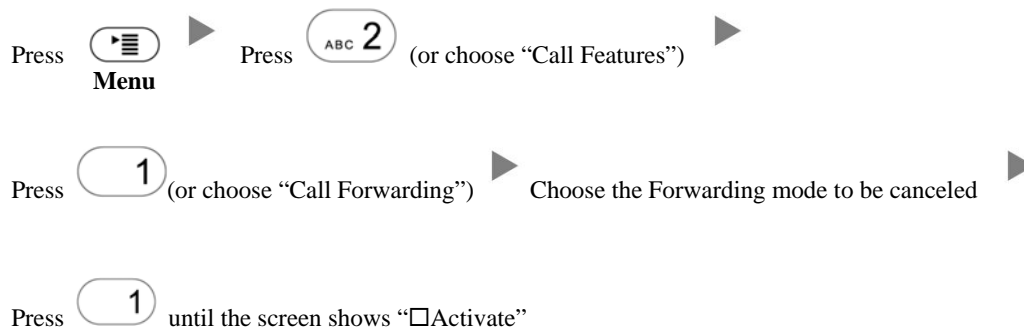 Press ABC 2 Press (or choose “Call Features”)
Menu
Press 1 (or choose “Call Forwarding”) Choose the Forwarding mode to be canceled
Press 1 until the screen shows “☐Activate”